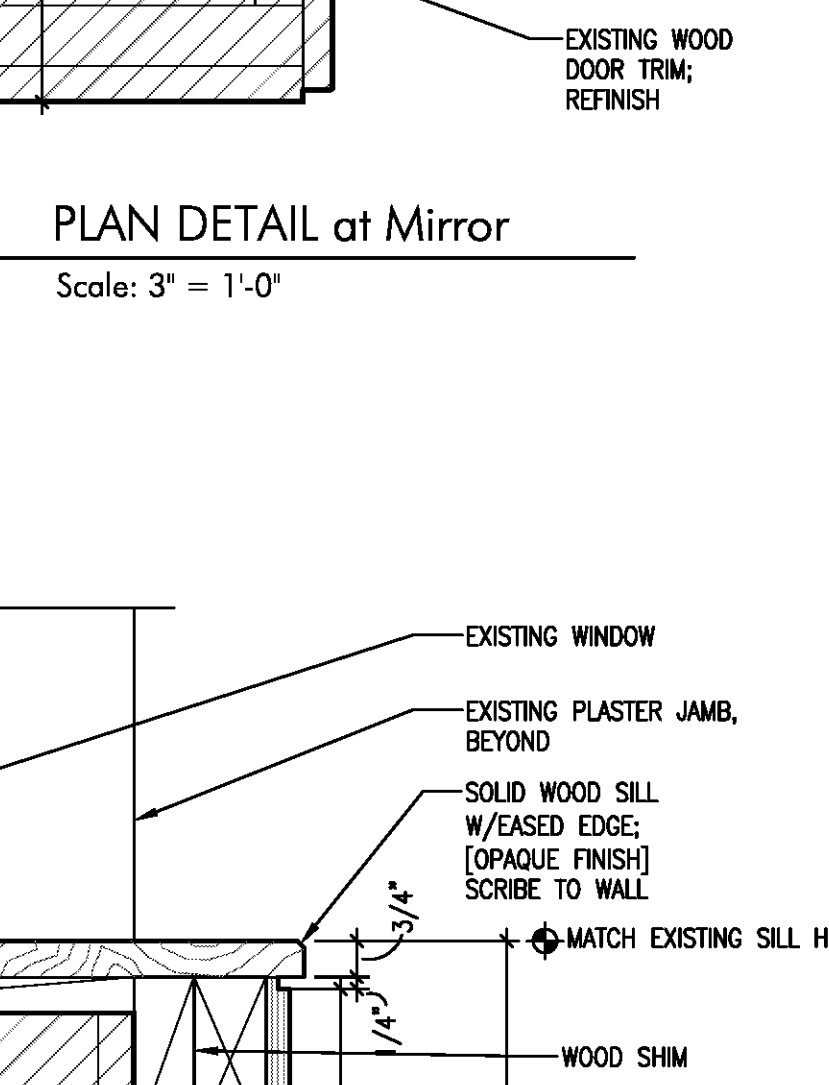 EXISTING WOOD
DOOR TRIM;
REFINISH
PLAN DETAIL at Mirror
Scale: 3" = 1'-0"
EXISTING WINDOW
EXISTING PLASTER JAMB,
BEYOND
SOLID WOOD SILL
W/EASED EDGE;
[OPAQUE FINISH]
SCRIBE TO WALL
3/4"
MATCH EXISTING SILL H
/4"
WOOD SHIM